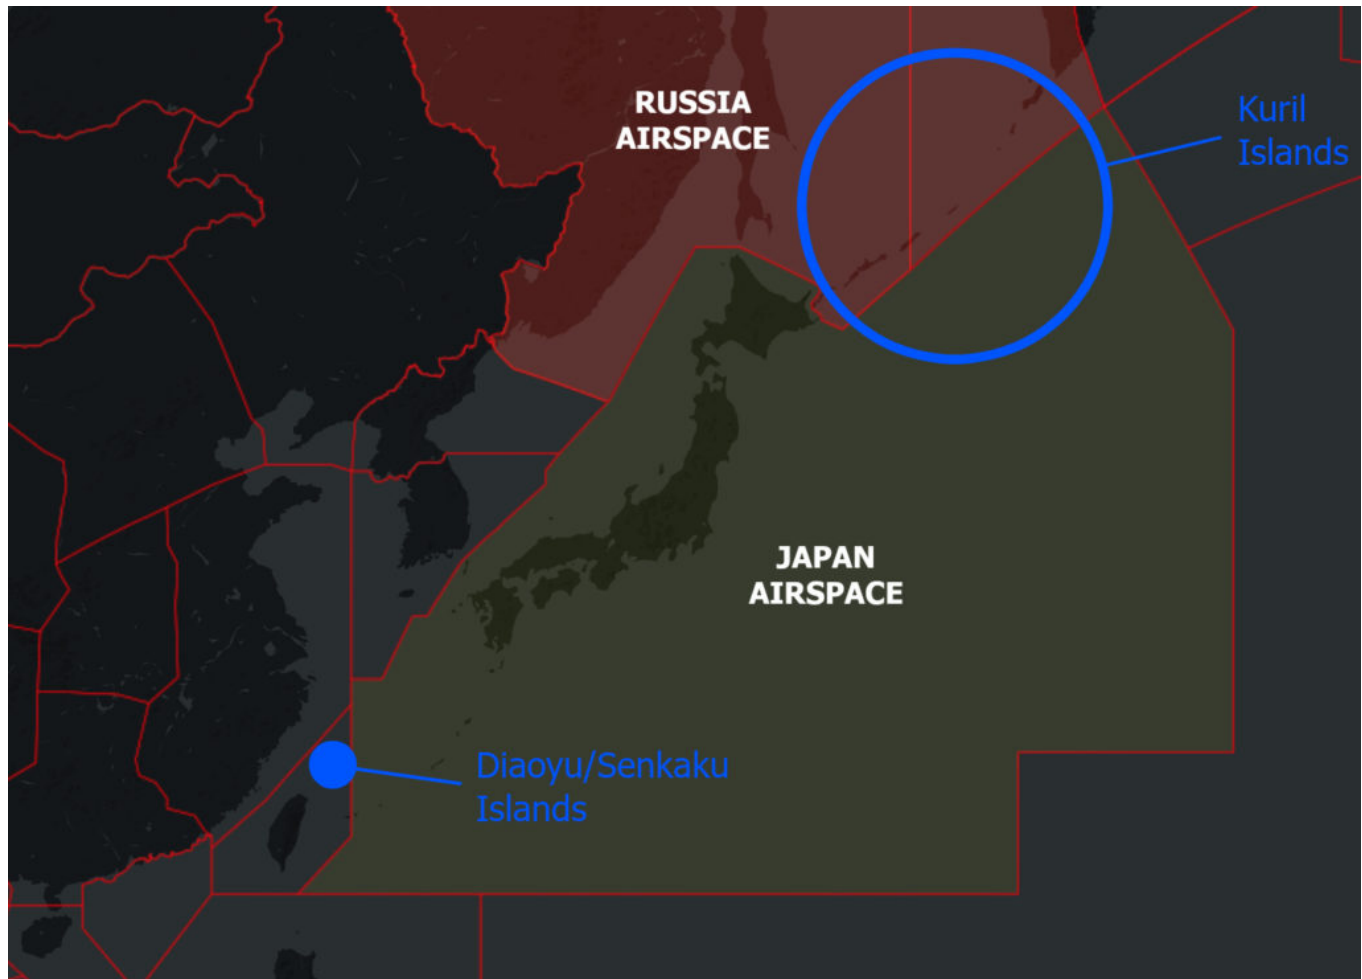 RUSSIA
AIRSPACE
Kuril
Islands
JAPAN
AIRSPACE
Diaoyu/Senkaku
Islands